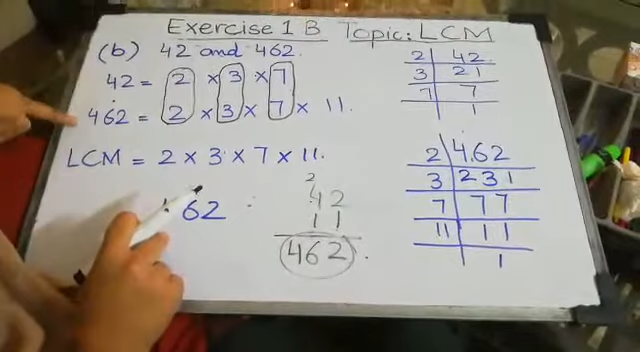 Exercise 1 B Topic: LCM
(b) 42 and 462.
42 = 2 × 3 × 7
462 = 2 × 3 × 7 × 11.
LCM = 2 × 3 × 7 × 11.
462
2
42
11
462.
2 42
3 21
7 7
1
2 462
3 231
7 77
11 11
1